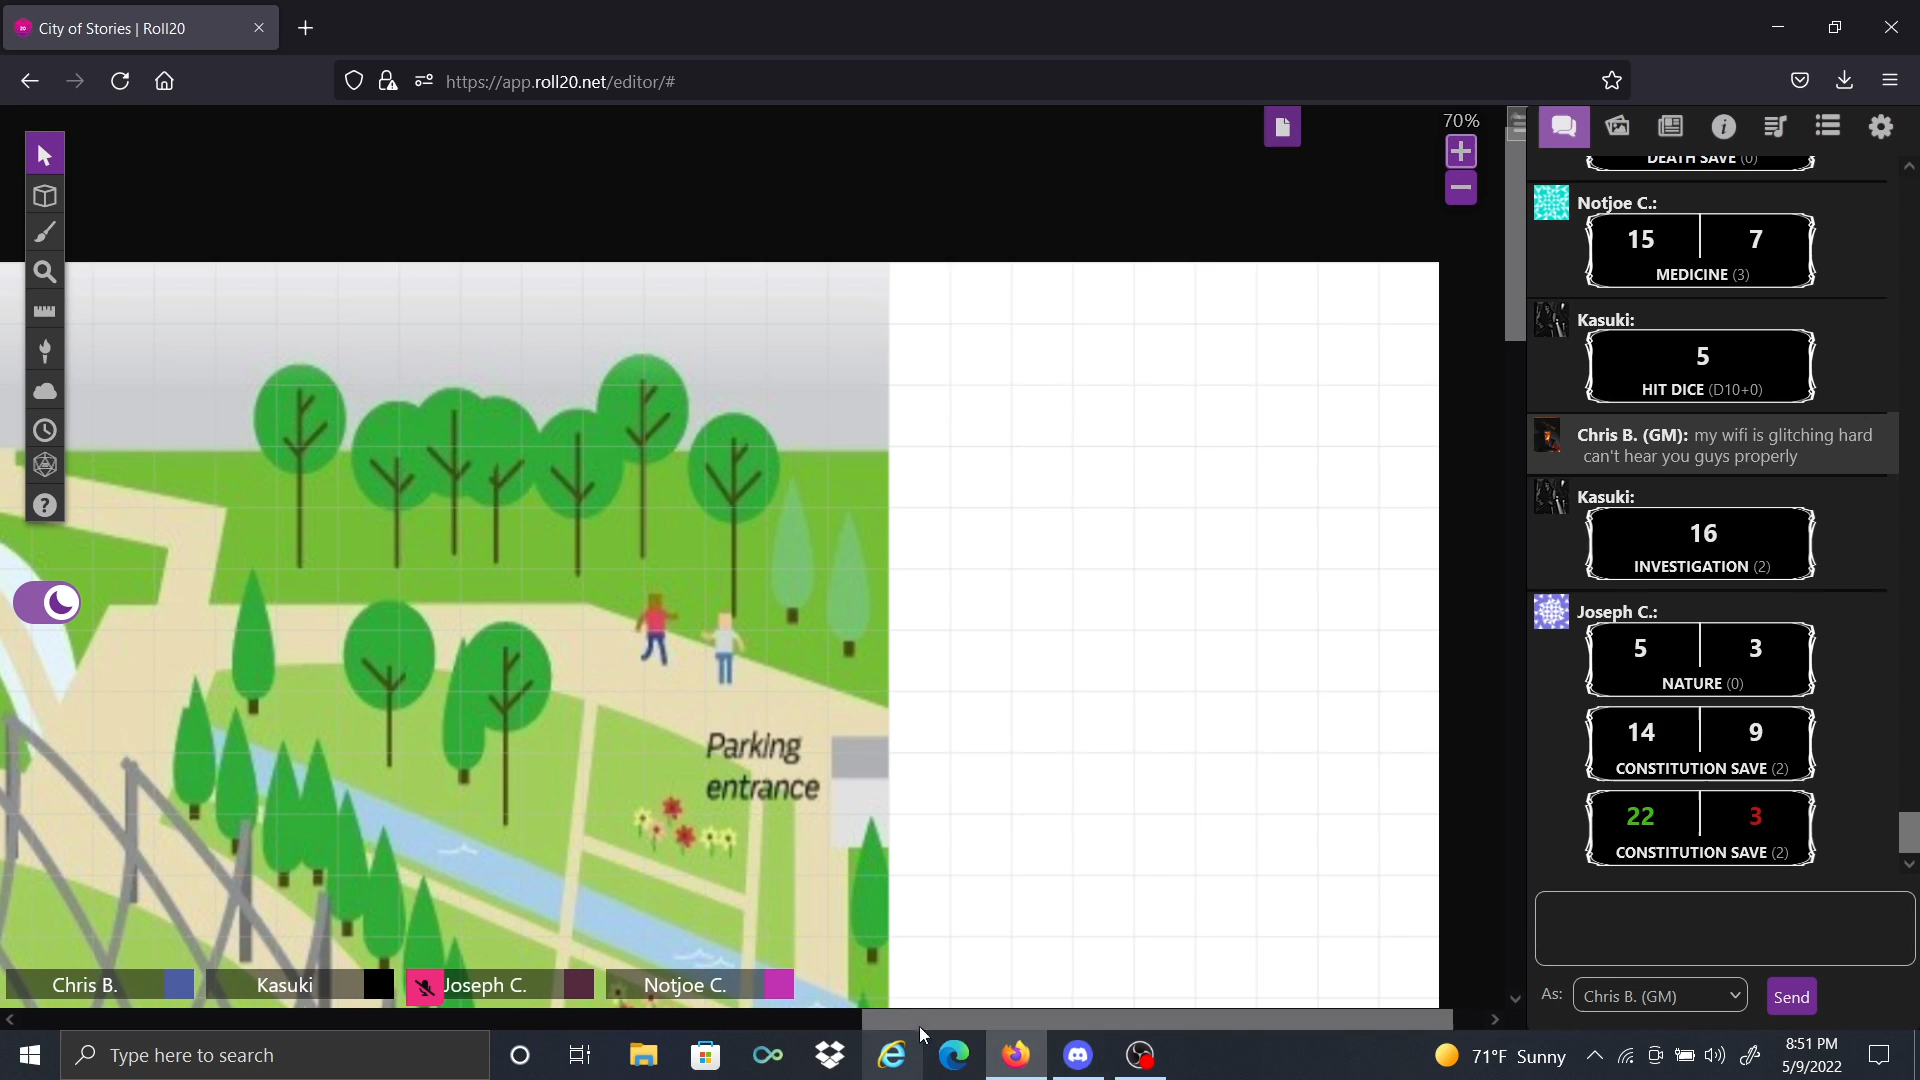 City of Stories | Roll20
https://app.roll20.net/editor/#
70%
Parking
entrance
Chris B.
Kasuki
Joseph C.
Notjoe C.
DEATH SAVE (0)
Notjoe C.:
15 7
MEDICINE (3)
Kasuki:
5
HIT DICE (D10+0)
Chris B. (GM): my wifi is glitching hard
can't hear you guys properly
Kasuki:
16
INVESTIGATION (2)
Joseph C.:
5 3
NATURE (0)
14 9
CONSTITUTION SAVE (2)
22 3
CONSTITUTION SAVE (2)
As: Chris B. (GM) Send
Type here to search
71°F Sunny
8:51 PM
5/9/2022